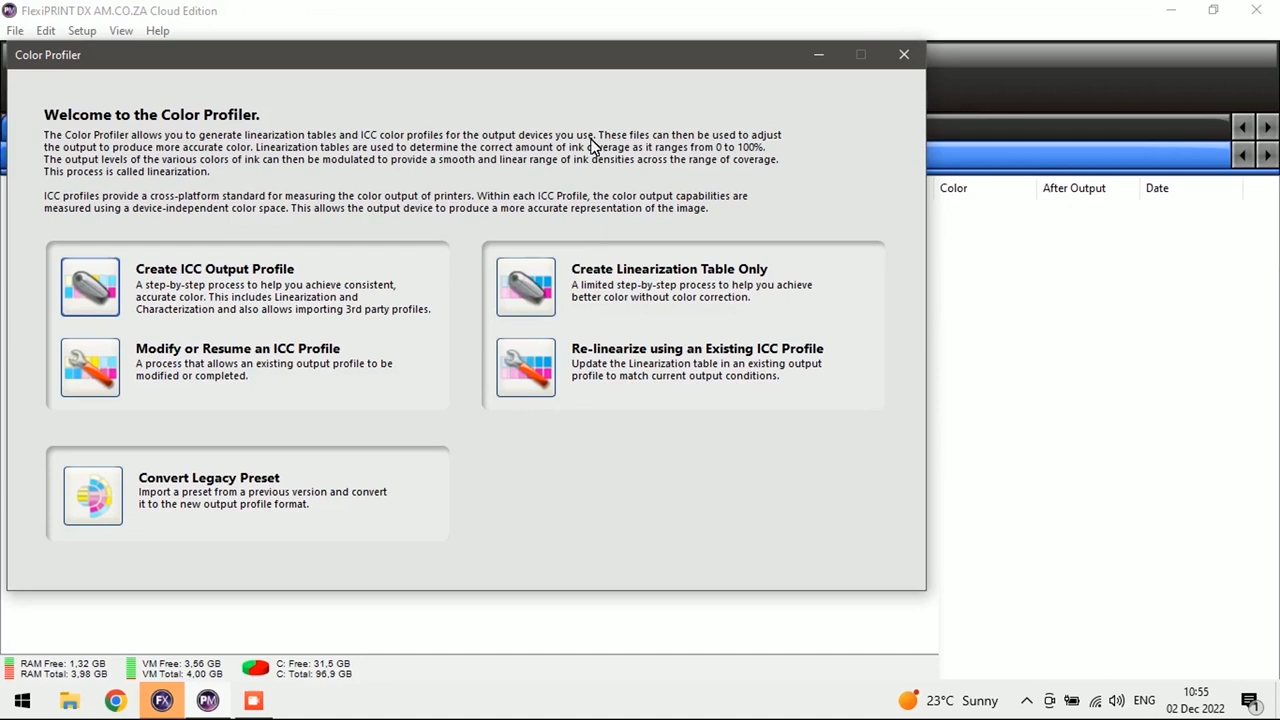 FlexiPRINT DX AM.CO.ZA Cloud Edition
File Edit Setup View Help
Color Profiler
Welcome to the Color Profiler.
The Color Profiler allows you to generate linearization tables and ICC color profiles for the output devices you use. These files can then be used to adjust
the output to produce more accurate color. Linearization tables are used to determine the correct amount of ink coverage as it ranges from 0 to 100%.
The output levels of the various colors of ink can then be modulated to provide a smooth and linear range of ink densities across the range of coverage.
This process is called linearization.
ICC profiles provide a cross-platform standard for measuring the color output of printers. Within each ICC Profile, the color output capabilities are
measured using a device-independent color space. This allows the output device to produce a more accurate representation of the image.
Color After Output Date
Create ICC Output Profile
A step-by-step process to help you achieve consistent,
accurate color. This includes Linearization and
Characterization and also allows importing 3rd party profiles.
Modify or Resume an ICC Profile
A process that allows an existing output profile to be
modified or completed.
Create Linearization Table Only
A limited step-by-step process to help you achieve
better color without color correction.
Re-linearize using an Existing ICC Profile
Update the Linearization table in an existing output
profile to match current output conditions.
Convert Legacy Preset
Import a preset from a previous version and convert
it to the new output profile format.
RAM Free: 1,32 GB VM Free: 3,56 GB C: Free: 31,5 GB
RAM Total: 3,98 GB VM Total: 4,00 GB C: Total: 96,9 GB
FX PM 23°C Sunny ENG
10:55
02 Dec 2022
1